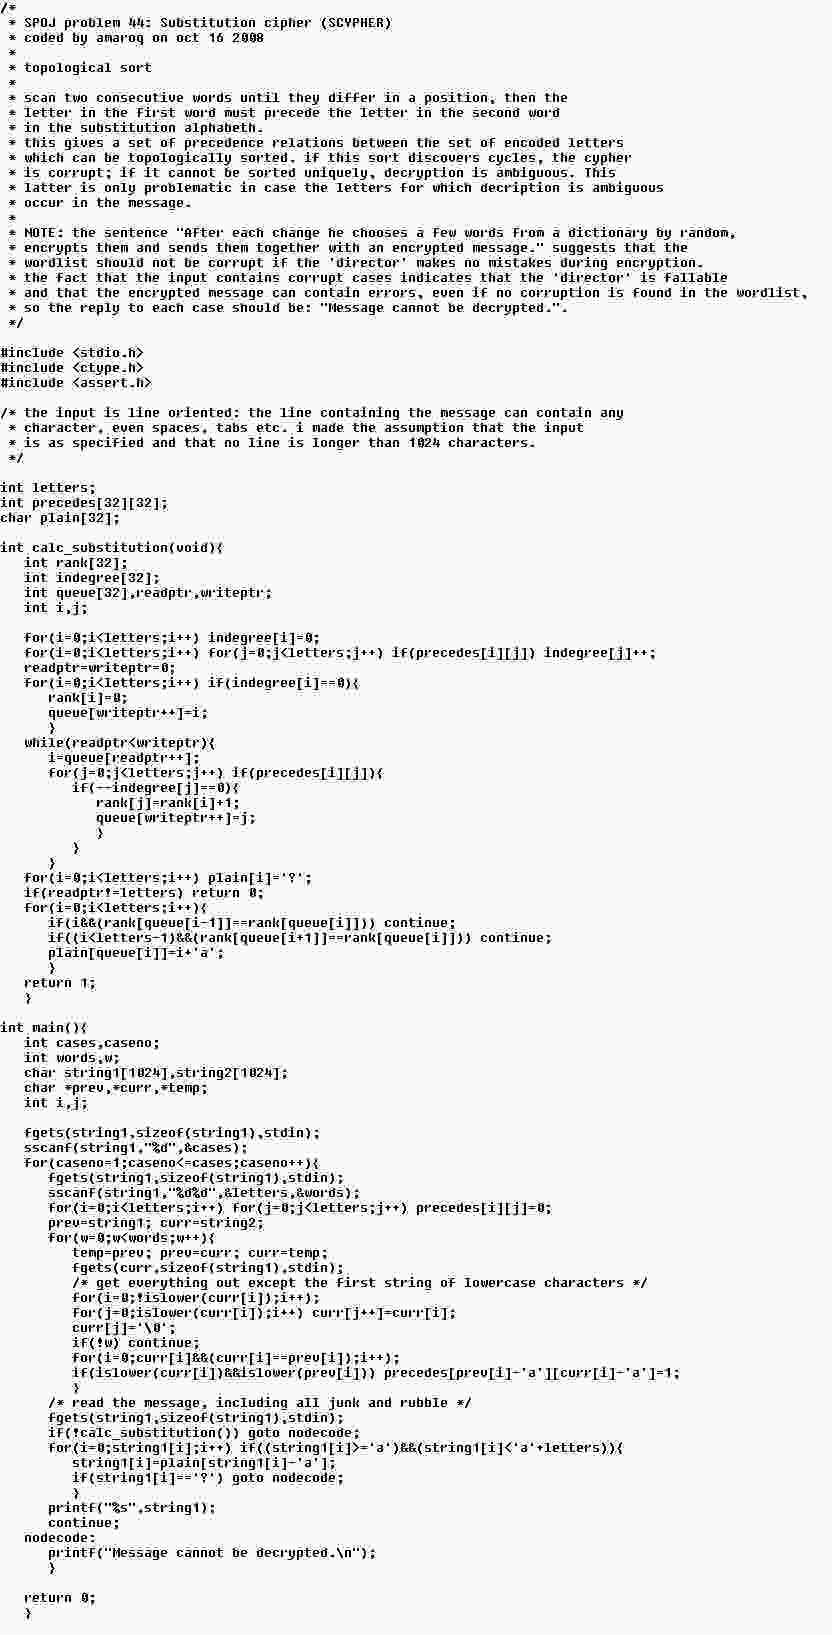 /*
 * SPOJ problem 44: Substitution cipher (SCYPHER)
 * coded by amaroq on oct 16 2008
 *
 * topological sort
 *
 * scan two consecutive words until they differ in a position, then the
 * letter in the first word must precede the letter in the second word
 * in the substitution alphabeth.
 * this gives a set of precedence relations between the set of encoded letters
 * which can be topologically sorted. if this sort discovers cycles, the cypher
 * is corrupt; if it cannot be sorted uniquely, decryption is ambiguous. This
 * latter is only problematic in case the letters for which decription is ambiguous
 * occur in the message.
 *
 * NOTE: the sentence "After each change he chooses a few words from a dictionary by random,
 * encrypts them and sends them together with an encrypted message." suggests that the
 * wordlist should not be corrupt if the 'director' makes no mistakes during encryption.
 * the fact that the input contains corrupt cases indicates that the 'director' is fallable
 * and that the encrypted message can contain errors, even if no corruption is found in the wordlist,
 * so the reply to each case should be: "Message cannot be decrypted.".
 */

#include <stdio.h>
#include <ctype.h>
#include <assert.h>

/* the input is line oriented: the line containing the message can contain any
 * character, even spaces, tabs etc. i made the assumption that the input
 * is as specified and that no line is longer than 1024 characters.
 */

int letters;
int precedes[32][32];
char plain[32];

int calc_substitution(void){
   int rank[32];
   int indegree[32];
   int queue[32],readptr,writeptr;
   int i,j;

   for(i=0;i<letters;i++) indegree[i]=0;
   for(i=0;i<letters;i++) for(j=0;j<letters;j++) if(precedes[i][j]) indegree[j]++;
   readptr=writeptr=0;
   for(i=0;i<letters;i++) if(indegree[i]==0){
      rank[i]=0;
      queue[writeptr++]=i;
      }
   while(readptr<writeptr){
      i=queue[readptr++];
      for(j=0;j<letters;j++) if(precedes[i][j]){
         if(--indegree[j]==0){
            rank[j]=rank[i]+1;
            queue[writeptr++]=j;
            }
         }
      }
   for(i=0;i<letters;i++) plain[i]='?';
   if(readptr!=letters) return 0;
   for(i=0;i<letters;i++){
      if(i&&(rank[queue[i-1]]==rank[queue[i]])) continue;
      if((i<letters-1)&&(rank[queue[i+1]]==rank[queue[i]])) continue;
      plain[queue[i]]=i+'a';
      }
   return 1;
   }

int main(){
   int cases,caseno;
   int words,w;
   char string1[1024],string2[1024];
   char *prev,*curr,*temp;
   int i,j;

   fgets(string1,sizeof(string1),stdin);
   sscanf(string1,"%d",&cases);
   for(caseno=1;caseno<=cases;caseno++){
      fgets(string1,sizeof(string1),stdin);
      sscanf(string1,"%d%d",&letters,&words);
      for(i=0;i<letters;i++) for(j=0;j<letters;j++) precedes[i][j]=0;
      prev=string1; curr=string2;
      for(w=0;w<words;w++){
         temp=prev; prev=curr; curr=temp;
         fgets(curr,sizeof(string1),stdin);
         /* get everything out except the first string of lowercase characters */
         for(i=0;!islower(curr[i]);i++);
         for(j=0;islower(curr[i]);i++) curr[j++]=curr[i];
         curr[j]='\0';
         if(!w) continue;
         for(i=0;curr[i]&&(curr[i]==prev[i]);i++);
         if(islower(curr[i])&&islower(prev[i])) precedes[prev[i]-'a'][curr[i]-'a']=1;
         }
      /* read the message, including all junk and rubble */
      fgets(string1,sizeof(string1),stdin);
      if(!calc_substitution()) goto nodecode;
      for(i=0;string1[i];i++) if((string1[i]>='a')&&(string1[i]<'a'+letters)){
         string1[i]=plain[string1[i]-'a'];
         if(string1[i]=='?') goto nodecode;
         }
      printf("%s",string1);
      continue;
   nodecode:
      printf("Message cannot be decrypted.\n");
      }

   return 0;
   }